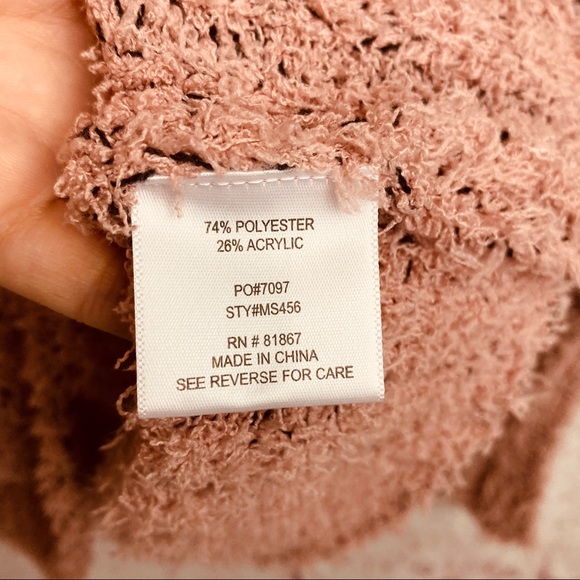 74% POLYESTER
26% ACRYLIC
PO#7097
STY#MS456
RN # 81867
MADE IN CHINA
SEE REVERSE FOR CARE